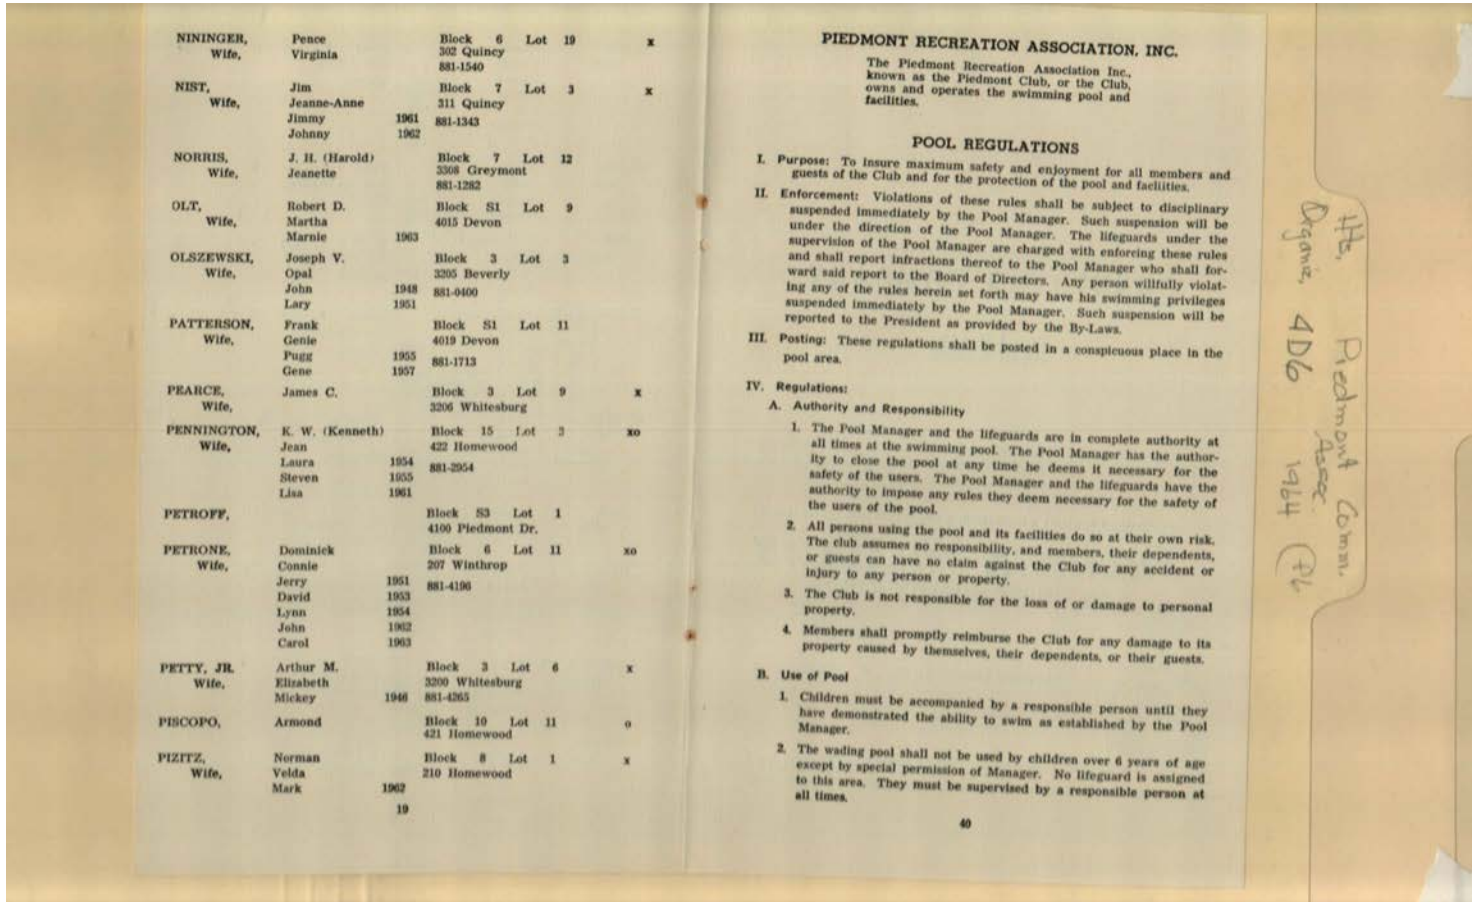 NININGER, Pence Block 6 Lot 19 x
Wife, Virginia 302 Quincy
881-1540
NIST, Jim Block 7 Lot 3 x
Wife, Jeanne-Anne 311 Quincy
Jimmy 1961 881-1343
Johnny 1962
NORRIS, J. H. (Harold) Block 7 Lot 12
Wife, Jeanette 3308 Greymont
881-1282
OLT, Robert D. Block S1 Lot 9
Wife, Martha 4015 Devon
Marnie 1963
OLSZEWSKI, Joseph V. Block 3 Lot 3
Wife, Opal 3205 Beverly
John 1948 881-0400
Lary 1951
PATTERSON, Frank Block S1 Lot 11
Wife, Genie 4019 Devon
Pugg 1955 881-1713
Gene 1957
PEARCE, James C. Block 3 Lot 9 x
Wife, 3206 Whitesburg
PENNINGTON, K. W. (Kenneth) Block 15 Lot 3 xo
Wife, Jean 422 Homewood
Laura 1954 881-2954
Steven 1955
Lisa 1961
PETROFF, Block S3 Lot 1
4100 Piedmont Dr.
PETRONE, Dominick Block 6 Lot 11 xo
Wife, Connie 207 Winthrop
Jerry 1951 881-4196
David 1953
Lynn 1954
John 1962
Carol 1963
PETTY, JR. Arthur M. Block 3 Lot 6 x
Wife, Elizabeth 3200 Whitesburg
Mickey 1946 881-4265
PISCOPO, Armond Block 10 Lot 11 o
421 Homewood
PIZITZ, Norman Block 8 Lot 1 x
Wife, Velda 210 Homewood
Mark 1962
19
PIEDMONT RECREATION ASSOCIATION, INC.
The Piedmont Recreation Association Inc.,
known as the Piedmont Club, or the Club,
owns and operates the swimming pool and
facilities.
POOL REGULATIONS
I. Purpose: To insure maximum safety and enjoyment for all members and
guests of the Club and for the protection of the pool and facilities.
II. Enforcement: Violations of these rules shall be subject to disciplinary
suspended immediately by the Pool Manager. Such suspension will be
under the direction of the Pool Manager. The lifeguards under the
supervision of the Pool Manager are charged with enforcing these rules
and shall report infractions thereof to the Pool Manager who shall for-
ward said report to the Board of Directors. Any person willfully violat-
ing any of the rules herein set forth may have his swimming privileges
suspended immediately by the Pool Manager. Such suspension will be
reported to the President as provided by the By-Laws.
III. Posting: These regulations shall be posted in a conspicuous place in the
pool area.
IV. Regulations:
A. Authority and Responsibility
1. The Pool Manager and the lifeguards are in complete authority at
all times at the swimming pool. The Pool Manager has the author-
ity to close the pool at any time he deems it necessary for the
safety of the users. The Pool Manager and the lifeguards have the
authority to impose any rules they deem necessary for the safety of
the users of the pool.
2. All persons using the pool and its facilities do so at their own risk.
The club assumes no responsibility, and members, their dependents,
or guests can have no claim against the Club for any accident or
injury to any person or property.
3. The Club is not responsible for the loss of or damage to personal
property.
4. Members shall promptly reimburse the Club for any damage to its
property caused by themselves, their dependents, or their guests.
B. Use of Pool
1. Children must be accompanied by a responsible person until they
have demonstrated the ability to swim as established by the Pool
Manager.
2. The wading pool shall not be used by children over 6 years of age
except by special permission of Manager. No lifeguard is assigned
to this area. They must be supervised by a responsible person at
all times.
40
Hts, Piedmont Comm.
Assoc.
Organiz, 4D6 1964